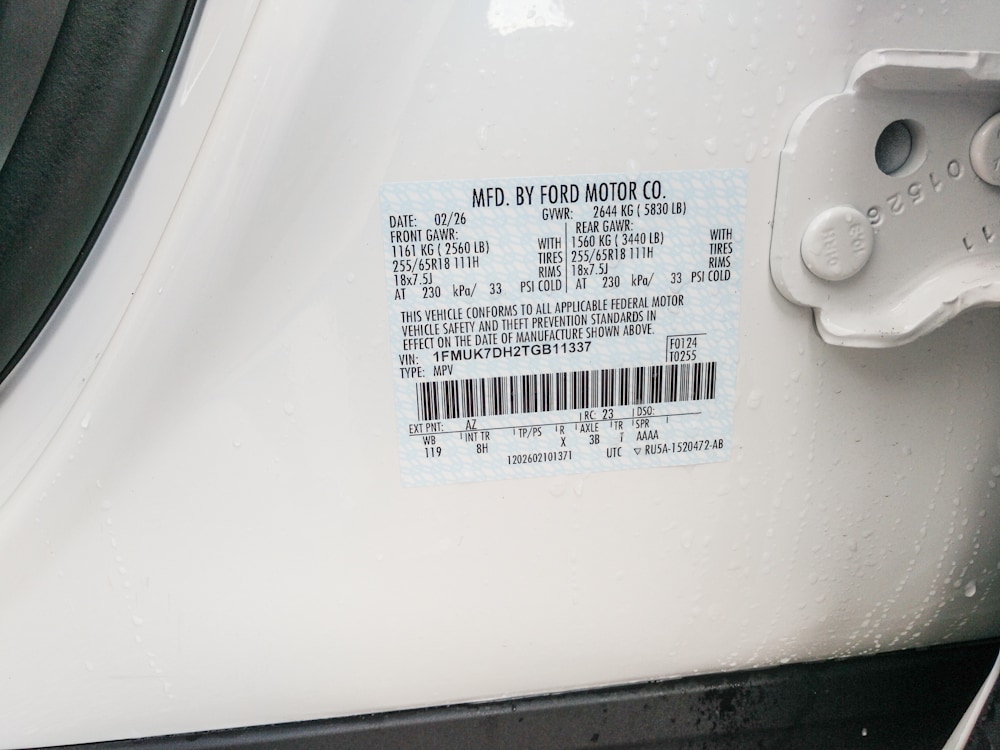 MFD. BY FORD MOTOR CO.
DATE: 02/26 GVWR: 2644 KG ( 5830 LB)
FRONT GAWR: REAR GAWR:
1161 KG ( 2560 LB) WITH 1560 KG ( 3440 LB) WITH
255/65R18 111H TIRES 255/65R18 111H TIRES
18x7.5J RIMS 18x7.5J RIMS
AT 230 kPa/ 33 PSI COLD AT 230 kPa/ 33 PSI COLD
THIS VEHICLE CONFORMS TO ALL APPLICABLE FEDERAL MOTOR
VEHICLE SAFETY AND THEFT PREVENTION STANDARDS IN
EFFECT ON THE DATE OF MANUFACTURE SHOWN ABOVE.
VIN: 1FMUK7DH2TGB11337 F0124
TYPE: MPV T0255
EXT PNT: AZ RC: 23 DSO:
WB INT TR TP/PS R AXLE TR SPR
119 8H X 3B T AAAA
1202602101371 UTC ▽ RU5A-1520472-AB
01526
11